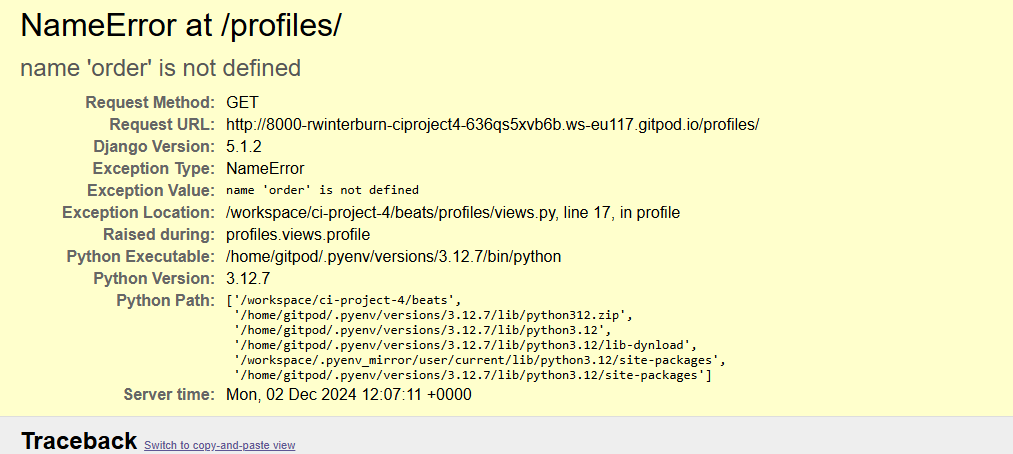 NameError at /profiles/
name 'order' is not defined
Request Method: GET
Request URL: http://8000-rwinterburn-ciproject4-636qs5xvb6b.ws-eu117.gitpod.io/profiles/
Django Version: 5.1.2
Exception Type: NameError
Exception Value: name 'order' is not defined
Exception Location: /workspace/ci-project-4/beats/profiles/views.py, line 17, in profile
Raised during: profiles.views.profile
Python Executable: /home/gitpod/.pyenv/versions/3.12.7/bin/python
Python Version: 3.12.7
Python Path: ['/workspace/ci-project-4/beats',
'/home/gitpod/.pyenv/versions/3.12.7/lib/python312.zip',
'/home/gitpod/.pyenv/versions/3.12.7/lib/python3.12',
'/home/gitpod/.pyenv/versions/3.12.7/lib/python3.12/lib-dynload',
'/workspace/.pyenv_mirror/user/current/lib/python3.12/site-packages',
'/home/gitpod/.pyenv/versions/3.12.7/lib/python3.12/site-packages']
Server time: Mon, 02 Dec 2024 12:07:11 +0000
Traceback Switch to copy-and-paste view